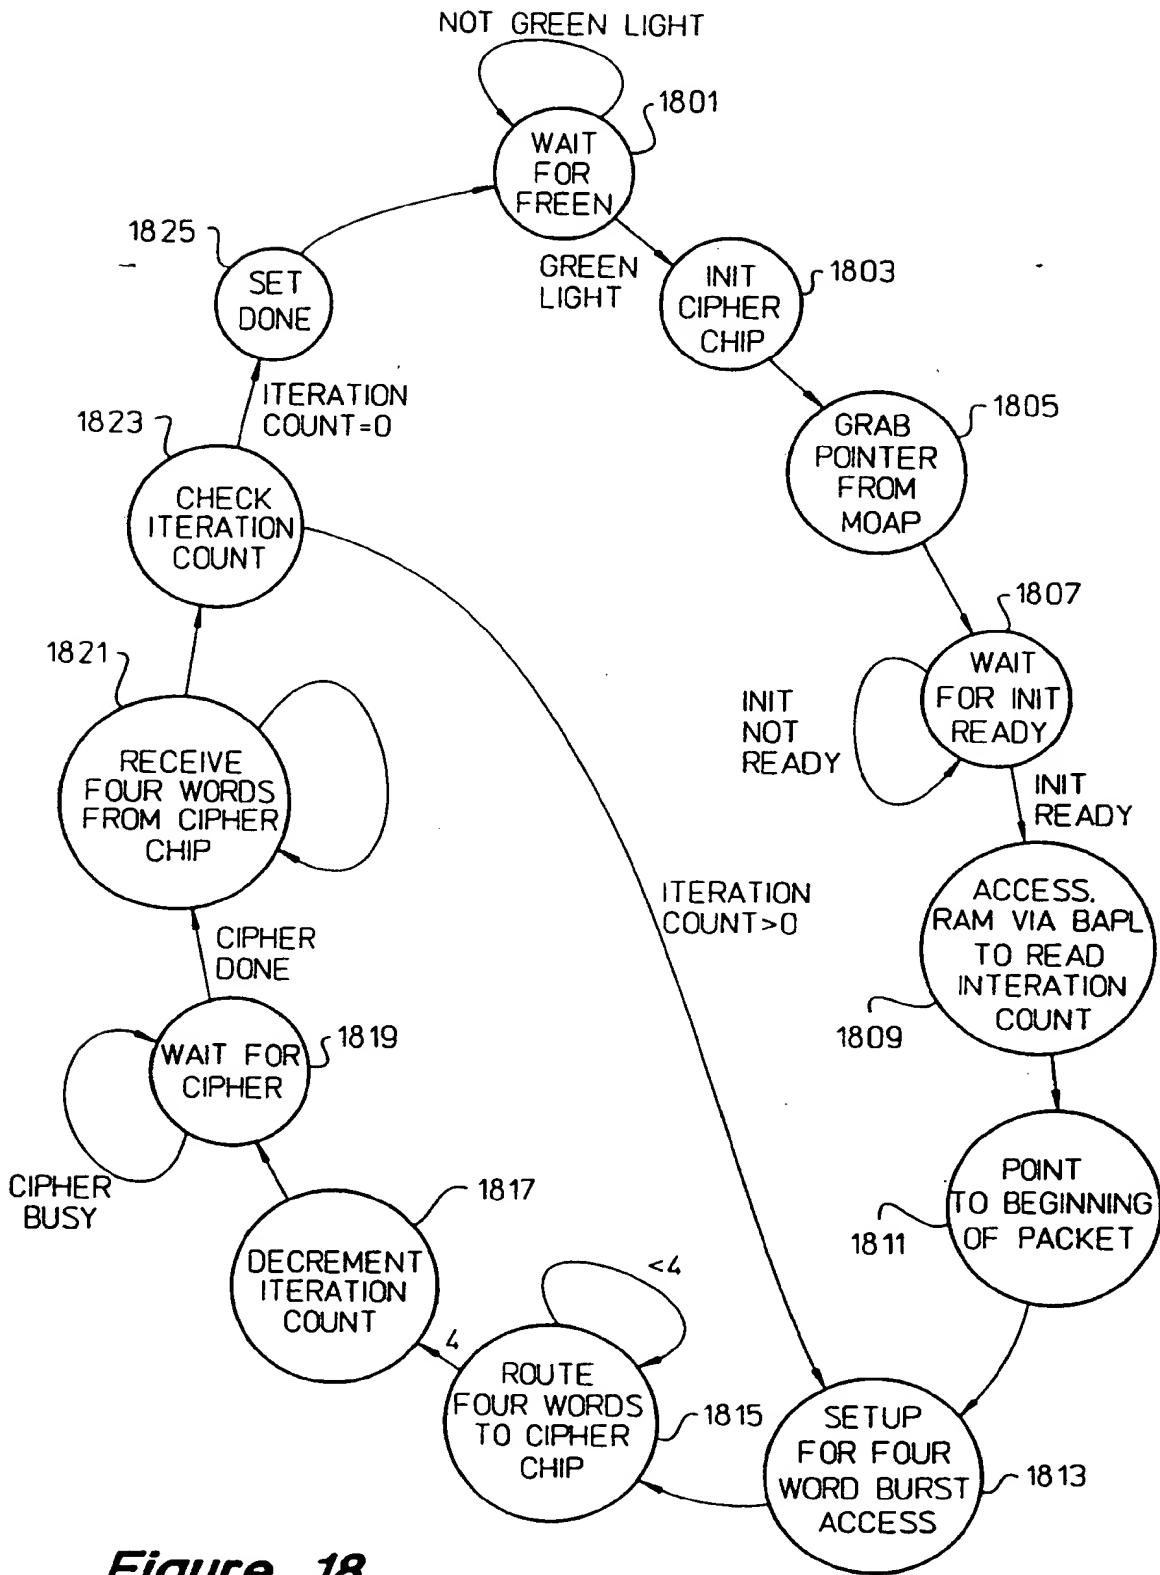 NOT GREEN LIGHT
1801
WAIT
FOR
FREEN
GREEN
LIGHT
INIT
CIPHER
CHIP
1803
GRAB
POINTER
FROM
MOAP
1805
1807
WAIT
FOR INIT
READY
INIT
NOT
READY
INIT
READY
ACCESS.
RAM VIA BAPL
TO READ
INTERATION
COUNT
1809
POINT
TO BEGINNING
OF PACKET
1811
SETUP
FOR FOUR
WORD BURST
ACCESS
1813
ROUTE
FOUR WORDS
TO CIPHER
CHIP
1815
<4
4
1817
DECREMENT
ITERATION
COUNT
WAIT FOR
CIPHER
1819
CIPHER
BUSY
CIPHER
DONE
1821
RECEIVE
FOUR WORDS
FROM CIPHER
CHIP
1823
CHECK
ITERATION
COUNT
ITERATION
COUNT>0
ITERATION
COUNT=0
1825
SET
DONE
Figure 18